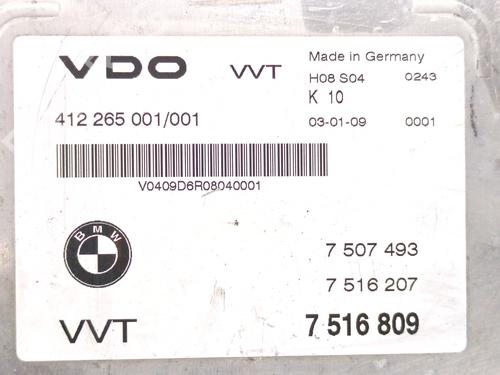 VDO VVT Made in Germany
H08 S04 0243
K 10
412 265 001/001 03-01-09 0001
V0409D6R08040001
BMW
7 507 493
7 516 207
VVT 7 516 809